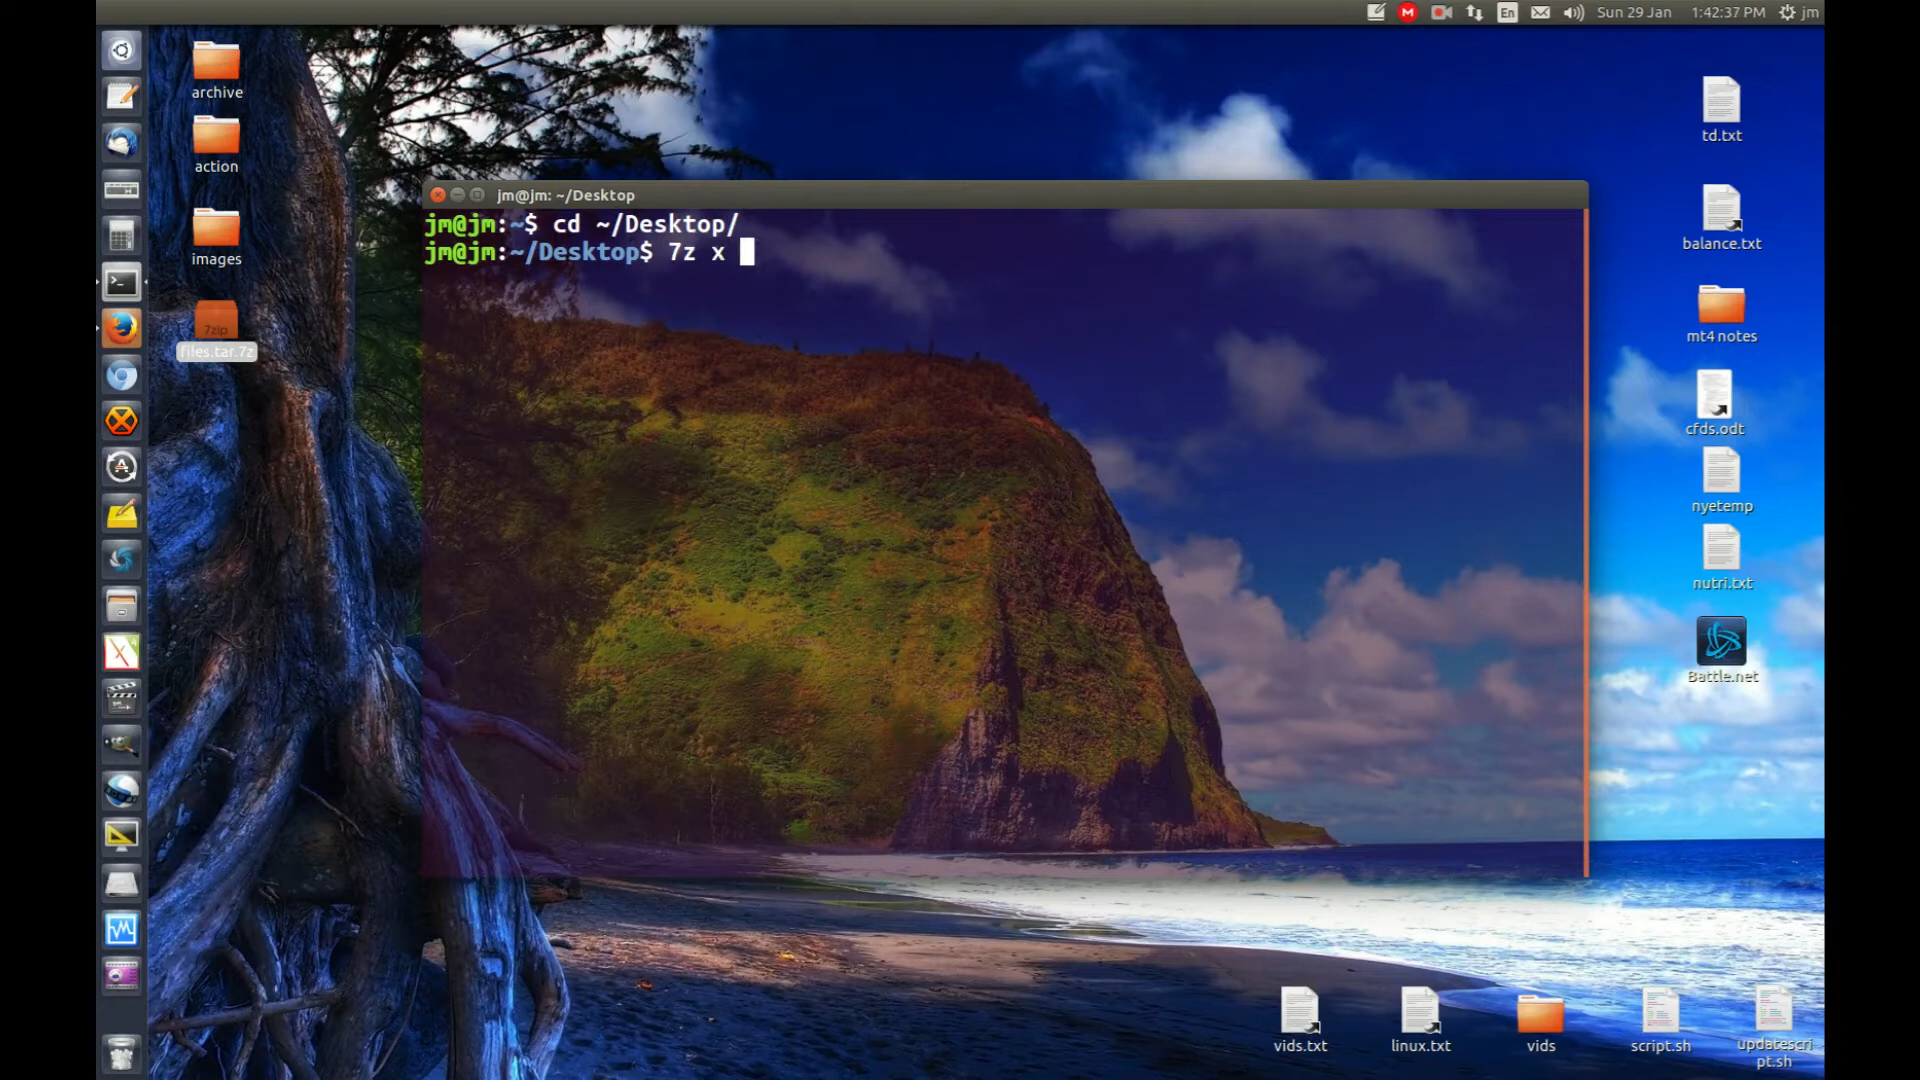 En
Sun 29 Jan
1:42:37 PM
jm
archive
action
images
7zip
files.tar.7z
jm@jm: ~/Desktop
jm@jm:~$ cd ~/Desktop/
jm@jm:~/Desktop$ 7z x
td.txt
balance.txt
mt4 notes
cfds.odt
nyetemp
nutri.txt
Battle.net
vids.txt
linux.txt
vids
script.sh
updatescri
pt.sh